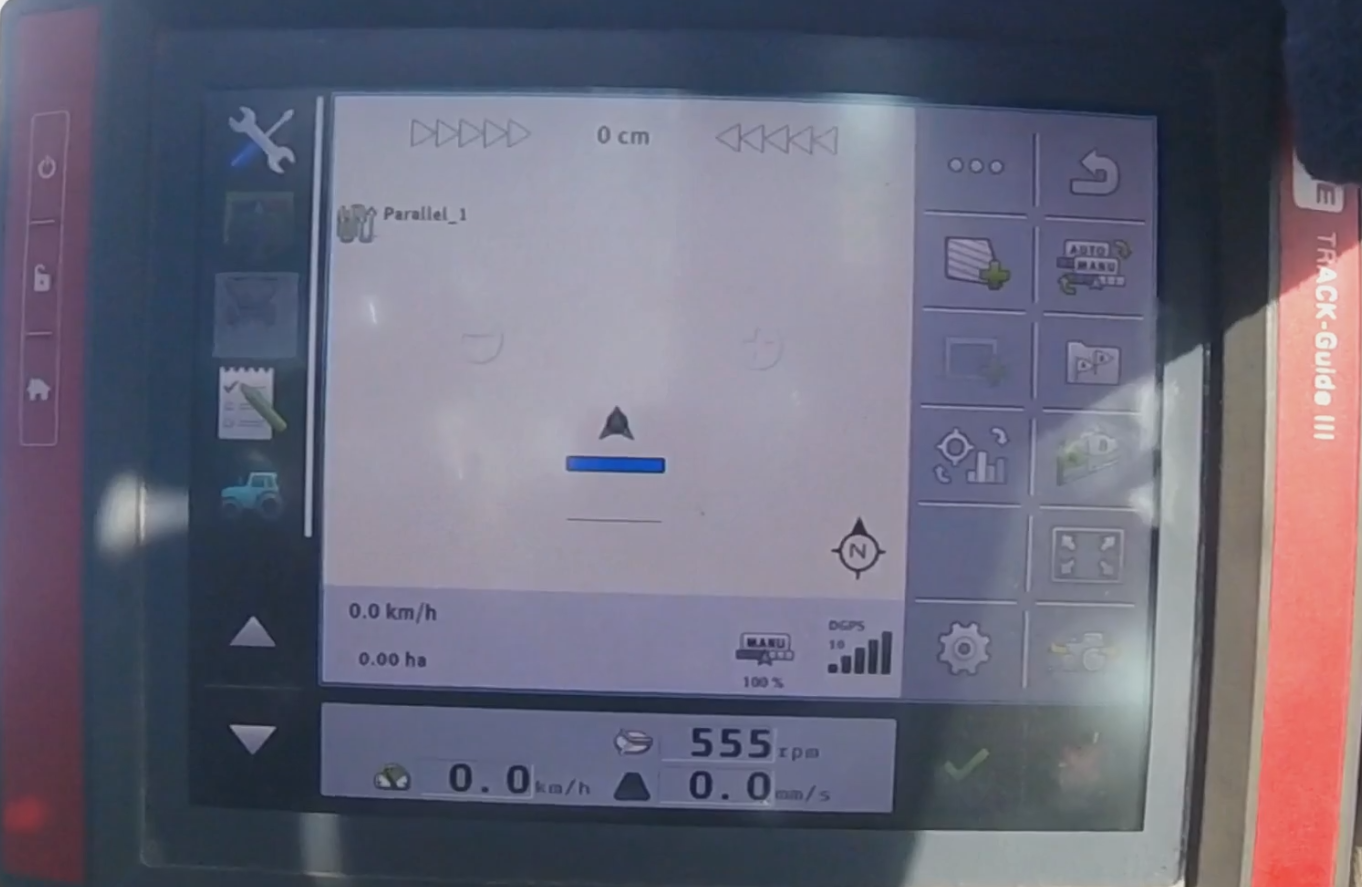 0 cm
Parallel_1
AUTO
MANU
N
0.0 km/h
0.00 ha
MANU
100 %
DGPS
10
555 rpm
0.0 km/h
0.0 mm/s
TRACK-Guide III